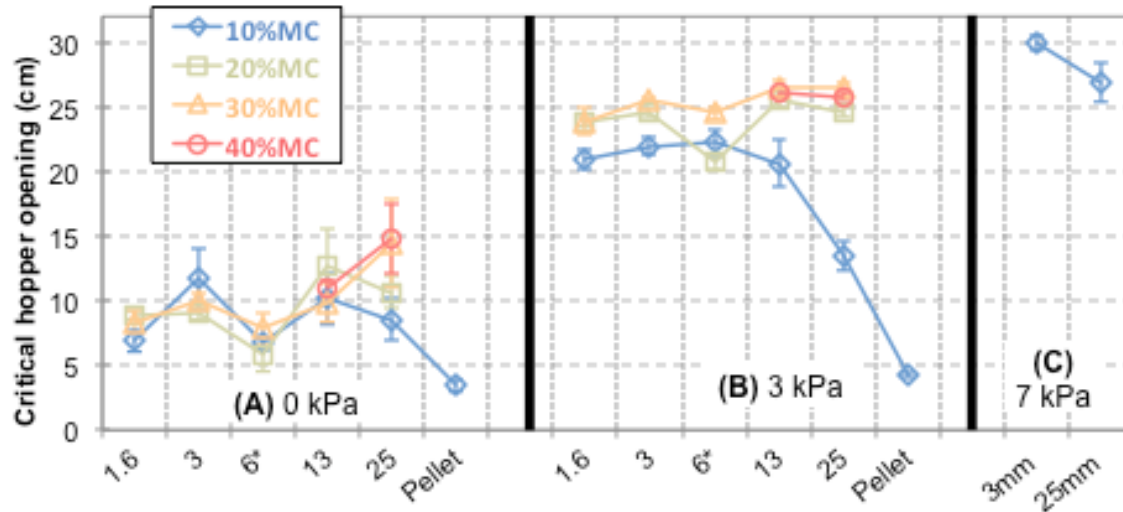 Critical hopper opening (cm)
30
25
20
15
10
5
0
10%MC
20%MC
30%MC
40%MC
(A) 0 kPa
(B) 3 kPa
(C)
7 kPa
1.6
3
6*
13
25
Pellet
1.6
3
6*
13
25
Pellet
3mm
25mm